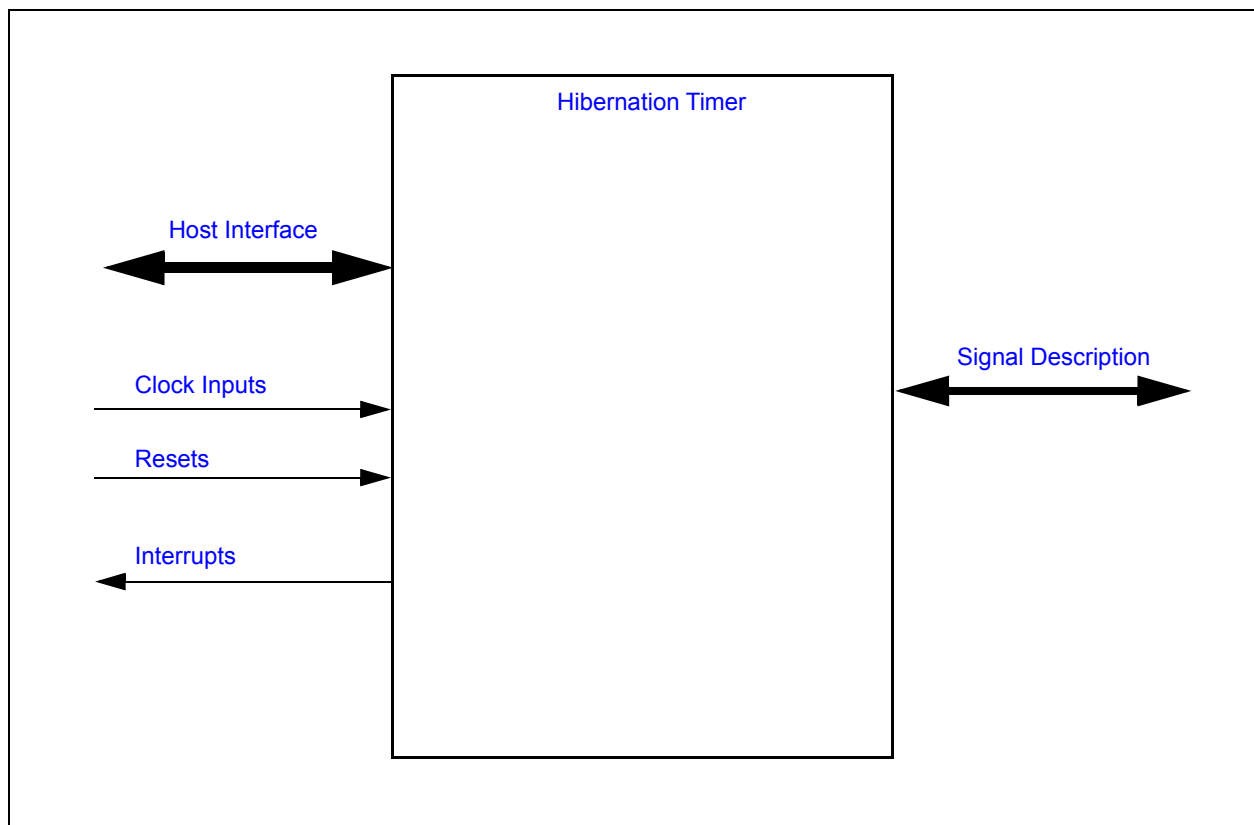 Hibernation Timer
Host Interface
Signal Description
Clock Inputs
Resets
Interrupts